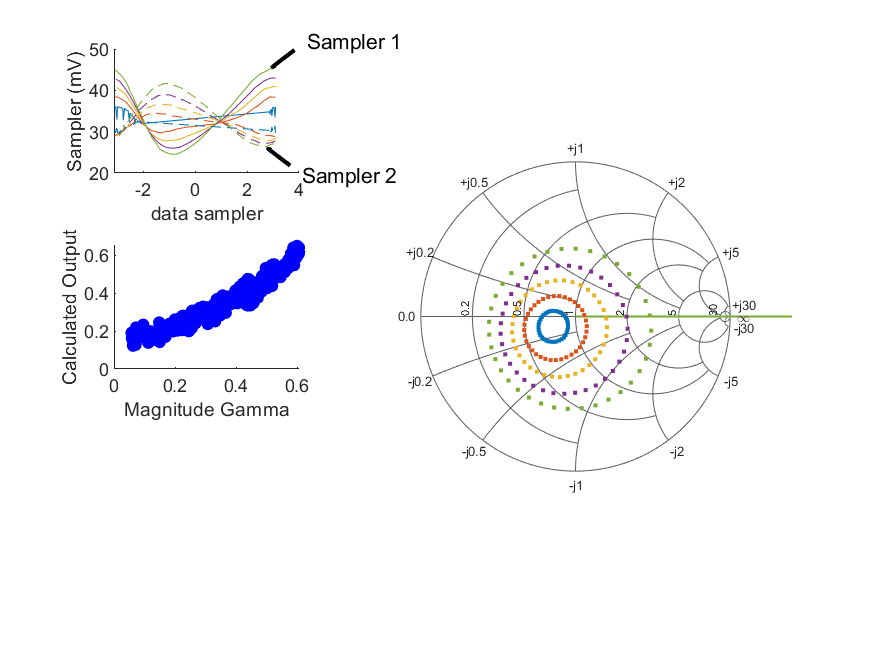 Sampler 1
50
40
30
20
Sampler (mV)
-2
0
2
4
Sampler 2
data sampler
0.6
0.4
0.2
0
Calculated Output
0
0.2
0.4
0.6
Magnitude Gamma
+j1
+j0.5
+j2
+j0.2
+j5
0.0
0.2
0.5
1
2
5
30
+j30
-j30
-j0.2
-j5
-j0.5
-j2
-j1